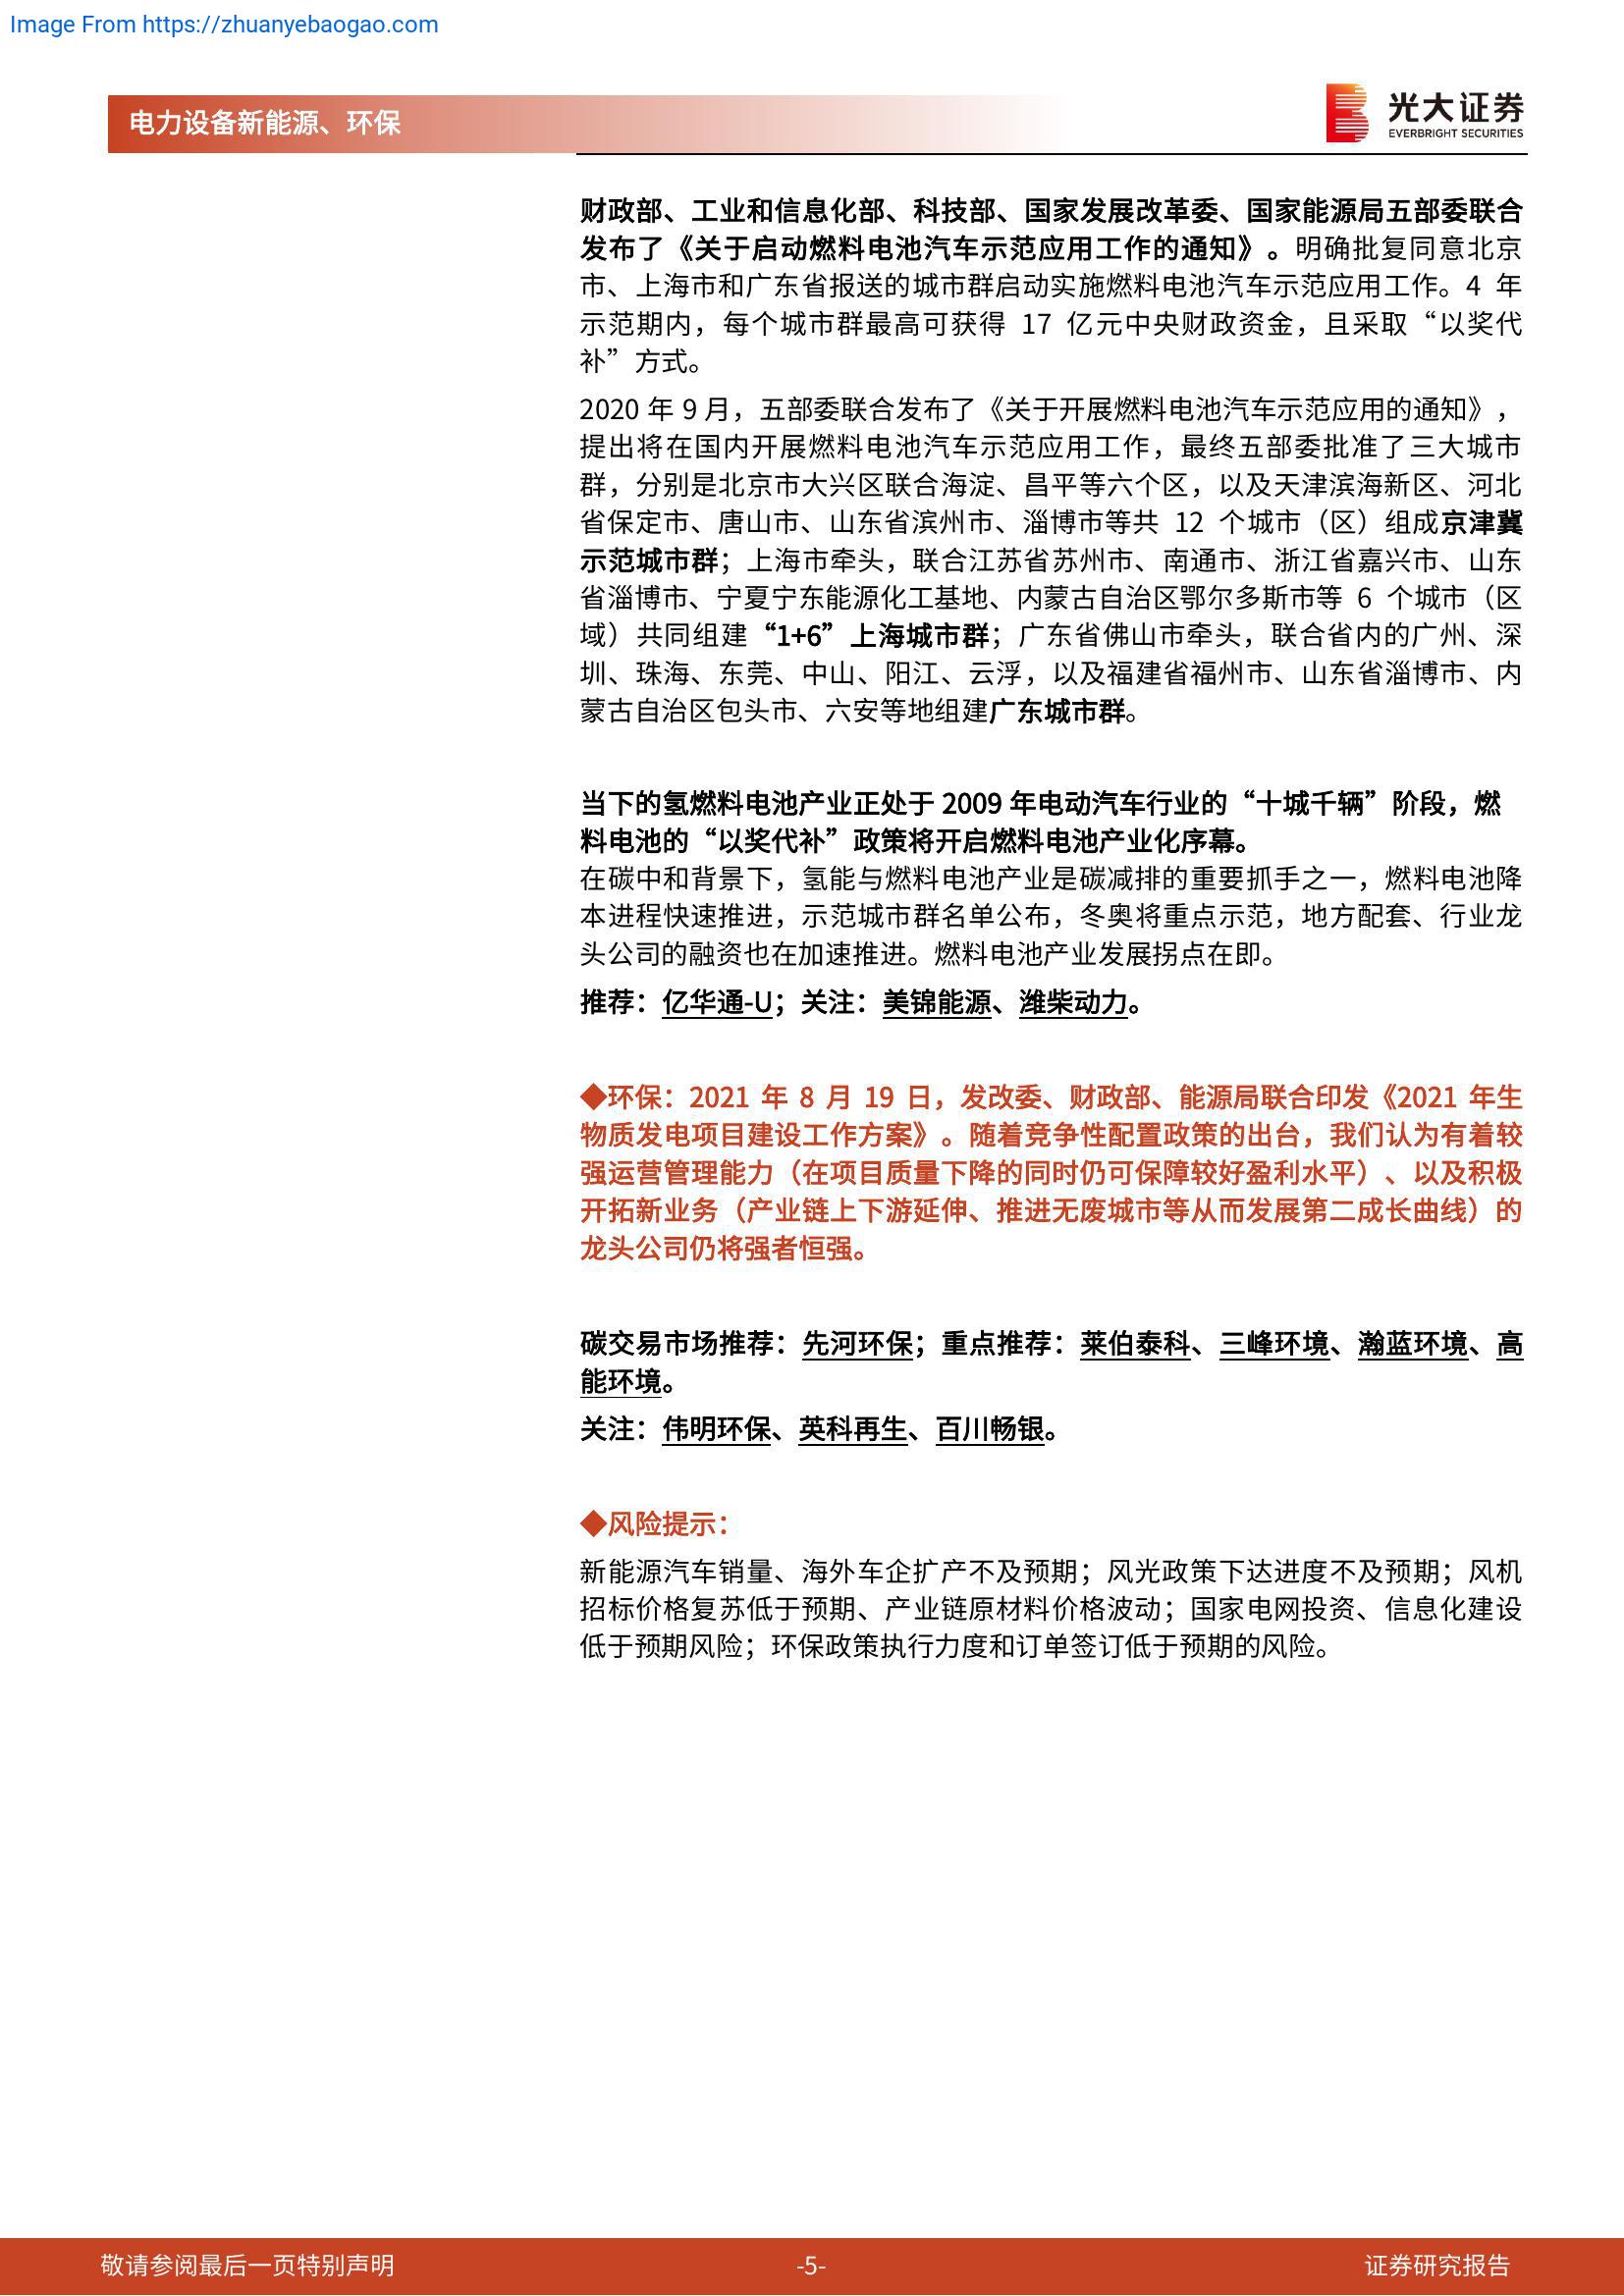 Image From https://zhuanyebaogao.com
电力设备新能源、环保
光大证券
EVERBRIGHT SECURITIES
财政部、工业和信息化部、科技部、国家发展改革委、国家能源局五部委联合
发布了《关于启动燃料电池汽车示范应用工作的通知》。明确批复同意北京
市、上海市和广东省报送的城市群启动实施燃料电池汽车示范应用工作。4 年
示范期内，每个城市群最高可获得 17 亿元中央财政资金，且采取“以奖代
补”方式。
2020 年 9 月，五部委联合发布了《关于开展燃料电池汽车示范应用的通知》，
提出将在国内开展燃料电池汽车示范应用工作，最终五部委批准了三大城市
群，分别是北京市大兴区联合海淀、昌平等六个区，以及天津滨海新区、河北
省保定市、唐山市、山东省滨州市、淄博市等共 12 个城市（区）组成京津冀
示范城市群；上海市牵头，联合江苏省苏州市、南通市、浙江省嘉兴市、山东
省淄博市、宁夏宁东能源化工基地、内蒙古自治区鄂尔多斯市等 6 个城市（区
域）共同组建“1+6”上海城市群；广东省佛山市牵头，联合省内的广州、深
圳、珠海、东莞、中山、阳江、云浮，以及福建省福州市、山东省淄博市、内
蒙古自治区包头市、六安等地组建广东城市群。
当下的氢燃料电池产业正处于 2009 年电动汽车行业的“十城千辆”阶段，燃
料电池的“以奖代补”政策将开启燃料电池产业化序幕。
在碳中和背景下，氢能与燃料电池产业是碳减排的重要抓手之一，燃料电池降
本进程快速推进，示范城市群名单公布，冬奥将重点示范，地方配套、行业龙
头公司的融资也在加速推进。燃料电池产业发展拐点在即。
推荐：亿华通-U；关注：美锦能源、潍柴动力。
◆环保：2021 年 8 月 19 日，发改委、财政部、能源局联合印发《2021 年生
物质发电项目建设工作方案》。随着竞争性配置政策的出台，我们认为有着较
强运营管理能力（在项目质量下降的同时仍可保障较好盈利水平）、以及积极
开拓新业务（产业链上下游延伸、推进无废城市等从而发展第二成长曲线）的
龙头公司仍将强者恒强。
碳交易市场推荐：先河环保；重点推荐：莱伯泰科、三峰环境、瀚蓝环境、高
能环境。
关注：伟明环保、英科再生、百川畅银。
◆风险提示：
新能源汽车销量、海外车企扩产不及预期；风光政策下达进度不及预期；风机
招标价格复苏低于预期、产业链原材料价格波动；国家电网投资、信息化建设
低于预期风险；环保政策执行力度和订单签订低于预期的风险。
敬请参阅最后一页特别声明
-5-
证券研究报告